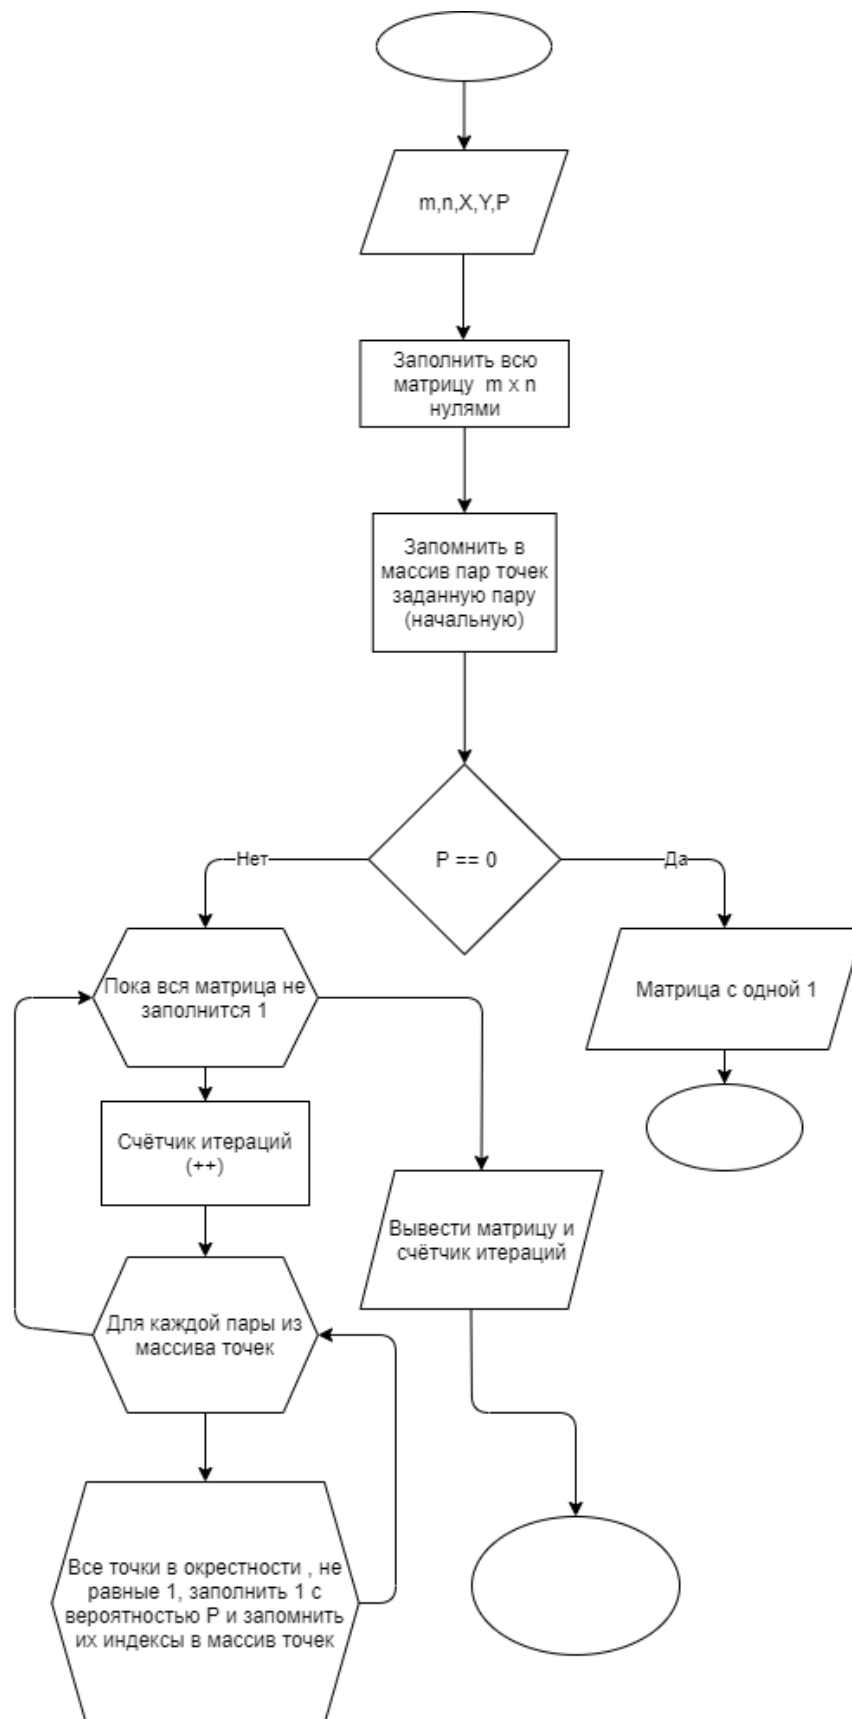 m,n,X,Y,P
Заполнить всю
матрицу m x n
нулями
Запомнить в
массив пар точек
заданную пару
(начальную)
P == 0
Нет
Да
Пока вся матрица не
заполнится 1
Матрица с одной 1
Счётчик итераций
(++)
Вывести матрицу и
счётчик итераций
Для каждой пары из
массива точек
Все точки в окрестности , не
равные 1, заполнить 1 с
вероятностью P и запомнить
их индексы в массив точек